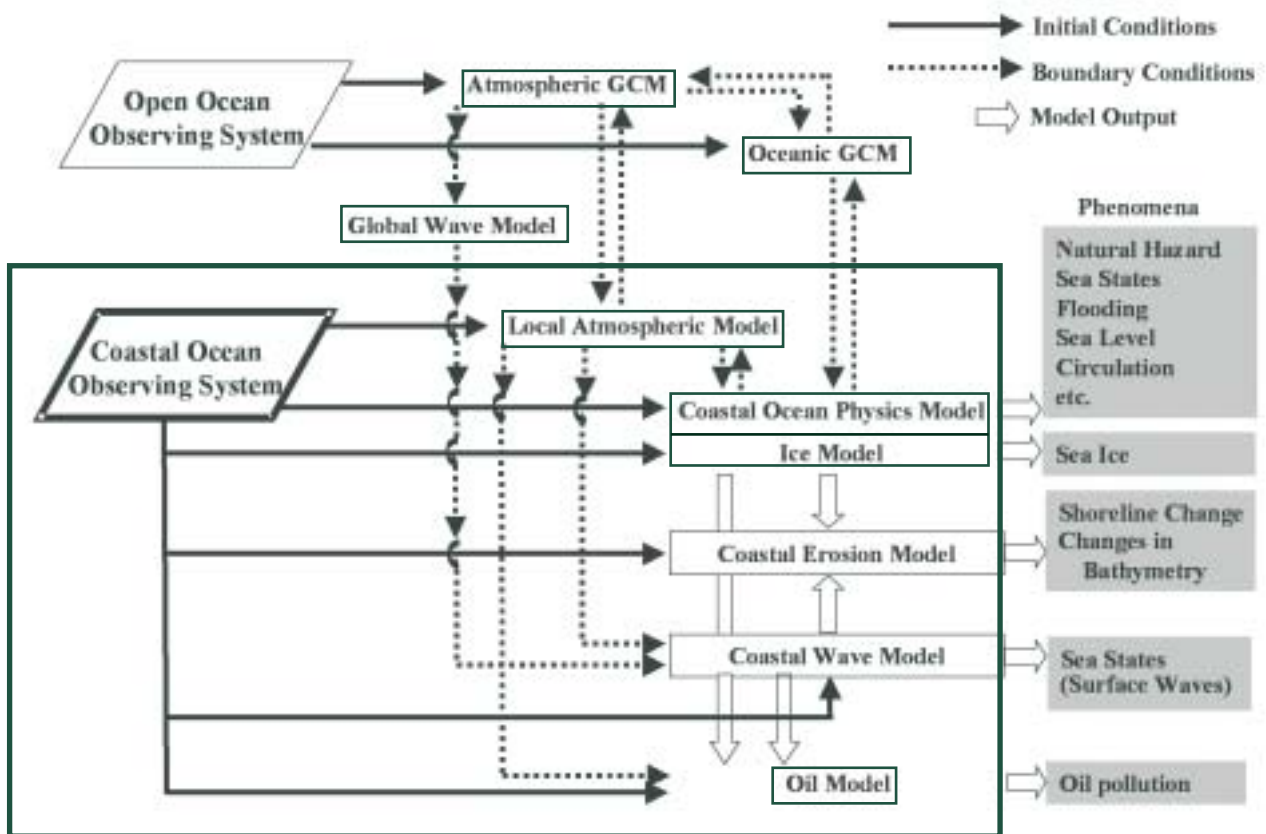 Initial Conditions
Boundary Conditions
Model Output
Open Ocean
Observing System
Atmospheric GCM
Oceanic GCM
Global Wave Model
Phenomena
Natural Hazard
Sea States
Flooding
Sea Level
Circulation
etc.
Coastal Ocean
Observing System
Local Atmospheric Model
Coastal Ocean Physics Model
Ice Model
Sea Ice
Coastal Erosion Model
Shoreline Change
Changes in
Bathymetry
Coastal Wave Model
Sea States
(Surface Waves)
Oil Model
Oil pollution